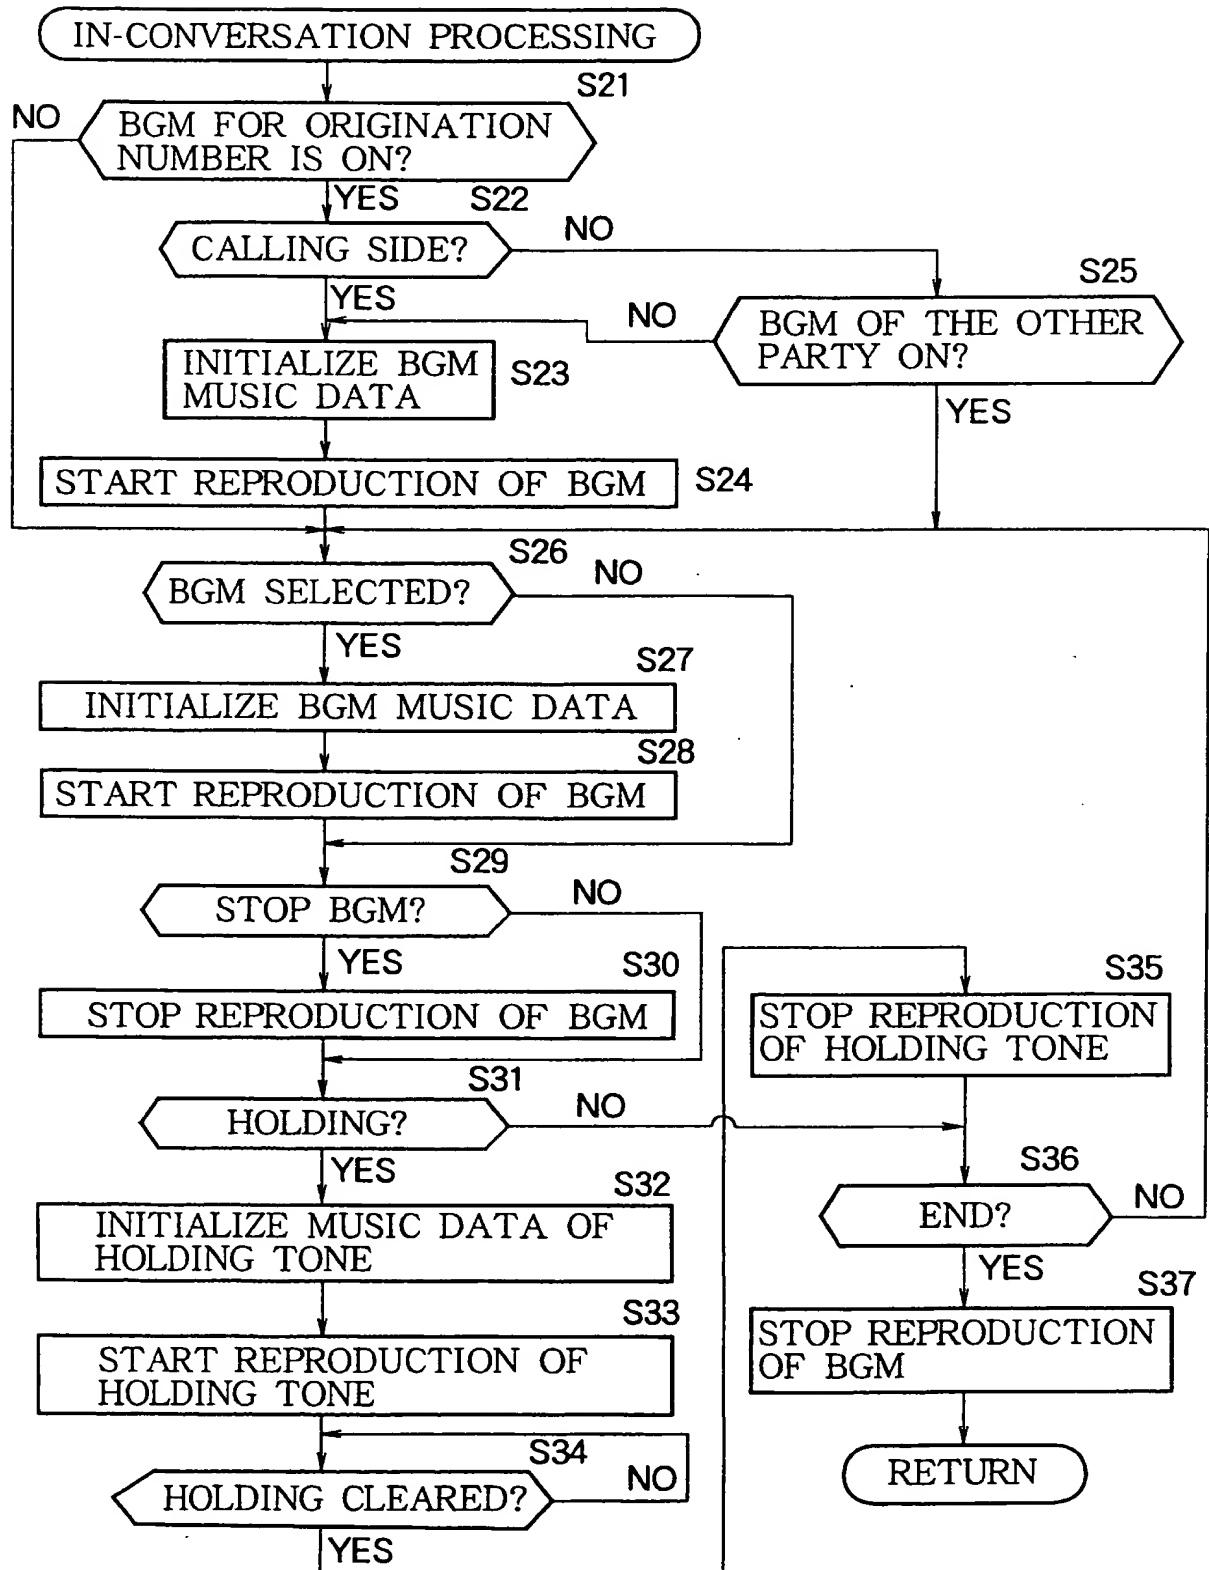 IN-CONVERSATION PROCESSING
S21
NO
BGM FOR ORIGINATION
NUMBER IS ON?
YES
S22
CALLING SIDE?
NO
YES
S25
NO
BGM OF THE OTHER
PARTY ON?
YES
INITIALIZE BGM
MUSIC DATA
S23
START REPRODUCTION OF BGM
S24
S26
BGM SELECTED?
NO
YES
S27
INITIALIZE BGM MUSIC DATA
S28
START REPRODUCTION OF BGM
S29
STOP BGM?
NO
YES
S30
STOP REPRODUCTION OF BGM
S31
HOLDING?
NO
YES
S32
INITIALIZE MUSIC DATA OF
HOLDING TONE
S33
START REPRODUCTION OF
HOLDING TONE
S34
HOLDING CLEARED?
NO
YES
S35
STOP REPRODUCTION
OF HOLDING TONE
S36
END?
NO
YES
S37
STOP REPRODUCTION
OF BGM
RETURN